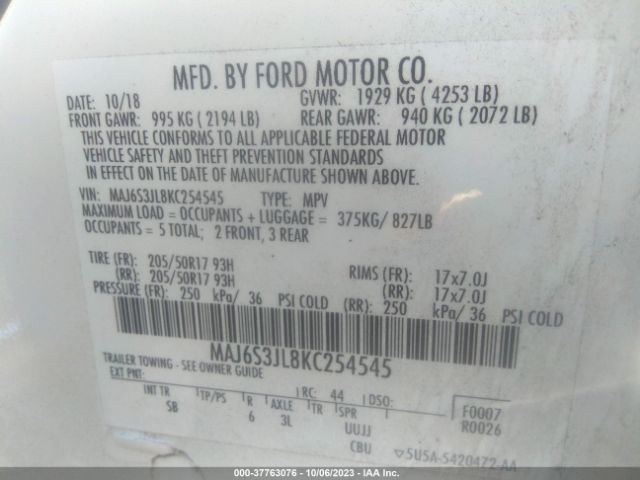 MFD. BY FORD MOTOR CO.
DATE: 10/18 GVWR: 1929 KG ( 4253 LB)
FRONT GAWR: 995 KG ( 2194 LB) REAR GAWR: 940 KG ( 2072 LB)
THIS VEHICLE CONFORMS TO ALL APPLICABLE FEDERAL MOTOR
VEHICLE SAFETY AND THEFT PREVENTION STANDARDS
IN EFFECT ON THE DATE OF MANUFACTURE SHOWN ABOVE.
VIN: MAJ6S3JL8KC254545 TYPE: MPV
MAXIMUM LOAD = OCCUPANTS + LUGGAGE = 375KG/ 827LB
OCCUPANTS = 5 TOTAL; 2 FRONT, 3 REAR
TIRE (FR): 205/50R17 93H RIMS (FR): 17x7.0J
(RR): 205/50R17 93H (RR): 17x7.0J
PRESSURE (FR): 250 kPa/ 36 PSI COLD (RR): 250 kPa/ 36 PSI COLD
MAJ6S3JL8KC254545
TRAILER TOWING - SEE OWNER GUIDE
EXT PNT: RC: 44 DSO:
INT TR TP/PS R AXLE TR SPR F0007
SB 6 3L UUJJ R0026
CBU 5U5A-5420472-AA
000-37763076 | 10/06/2023 | IAA Inc.